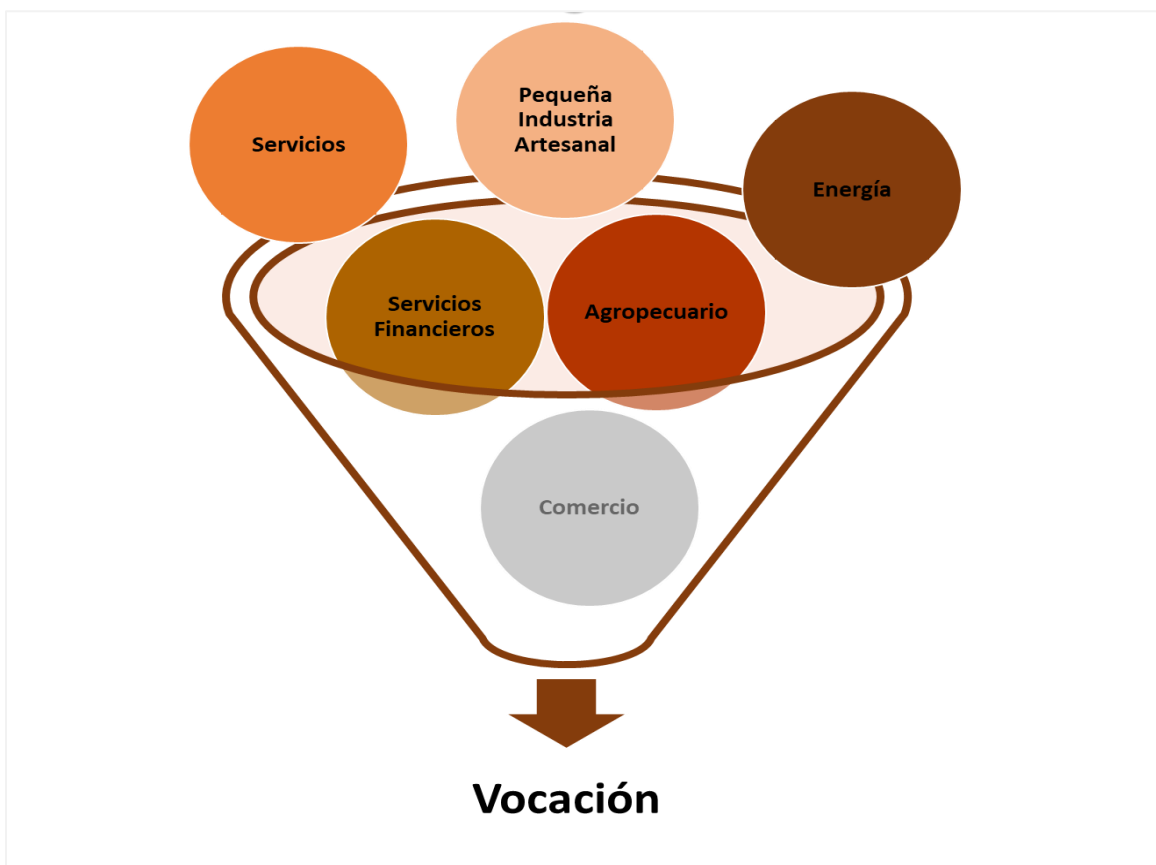 Pequeña
Industria
Artesanal
Servicios
Energía
Servicios
Financieros
Agropecuario
Comercio
Vocación